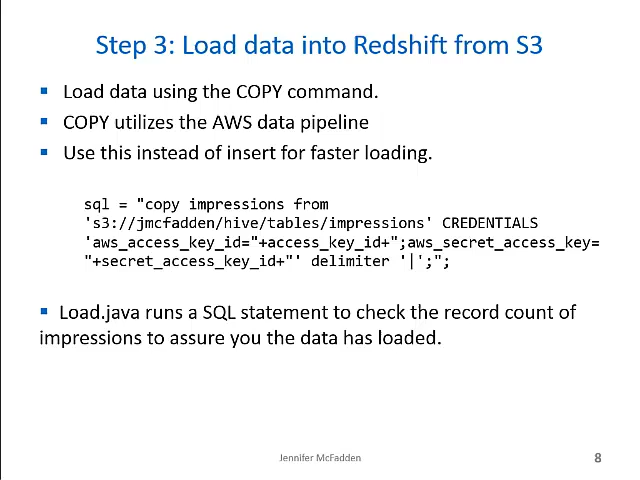 Step 3: Load data into Redshift from S3
▪ Load data using the COPY command.
▪ COPY utilizes the AWS data pipeline
▪ Use this instead of insert for faster loading.
sql = "copy impressions from
's3://jmcfadden/hive/tables/impressions' CREDENTIALS
'aws_access_key_id="+access_key_id+";aws_secret_access_key=
"+secret_access_key_id+"' delimiter '|';";
▪ Load.java runs a SQL statement to check the record count of
impressions to assure you the data has loaded.
Jennifer McFadden
8